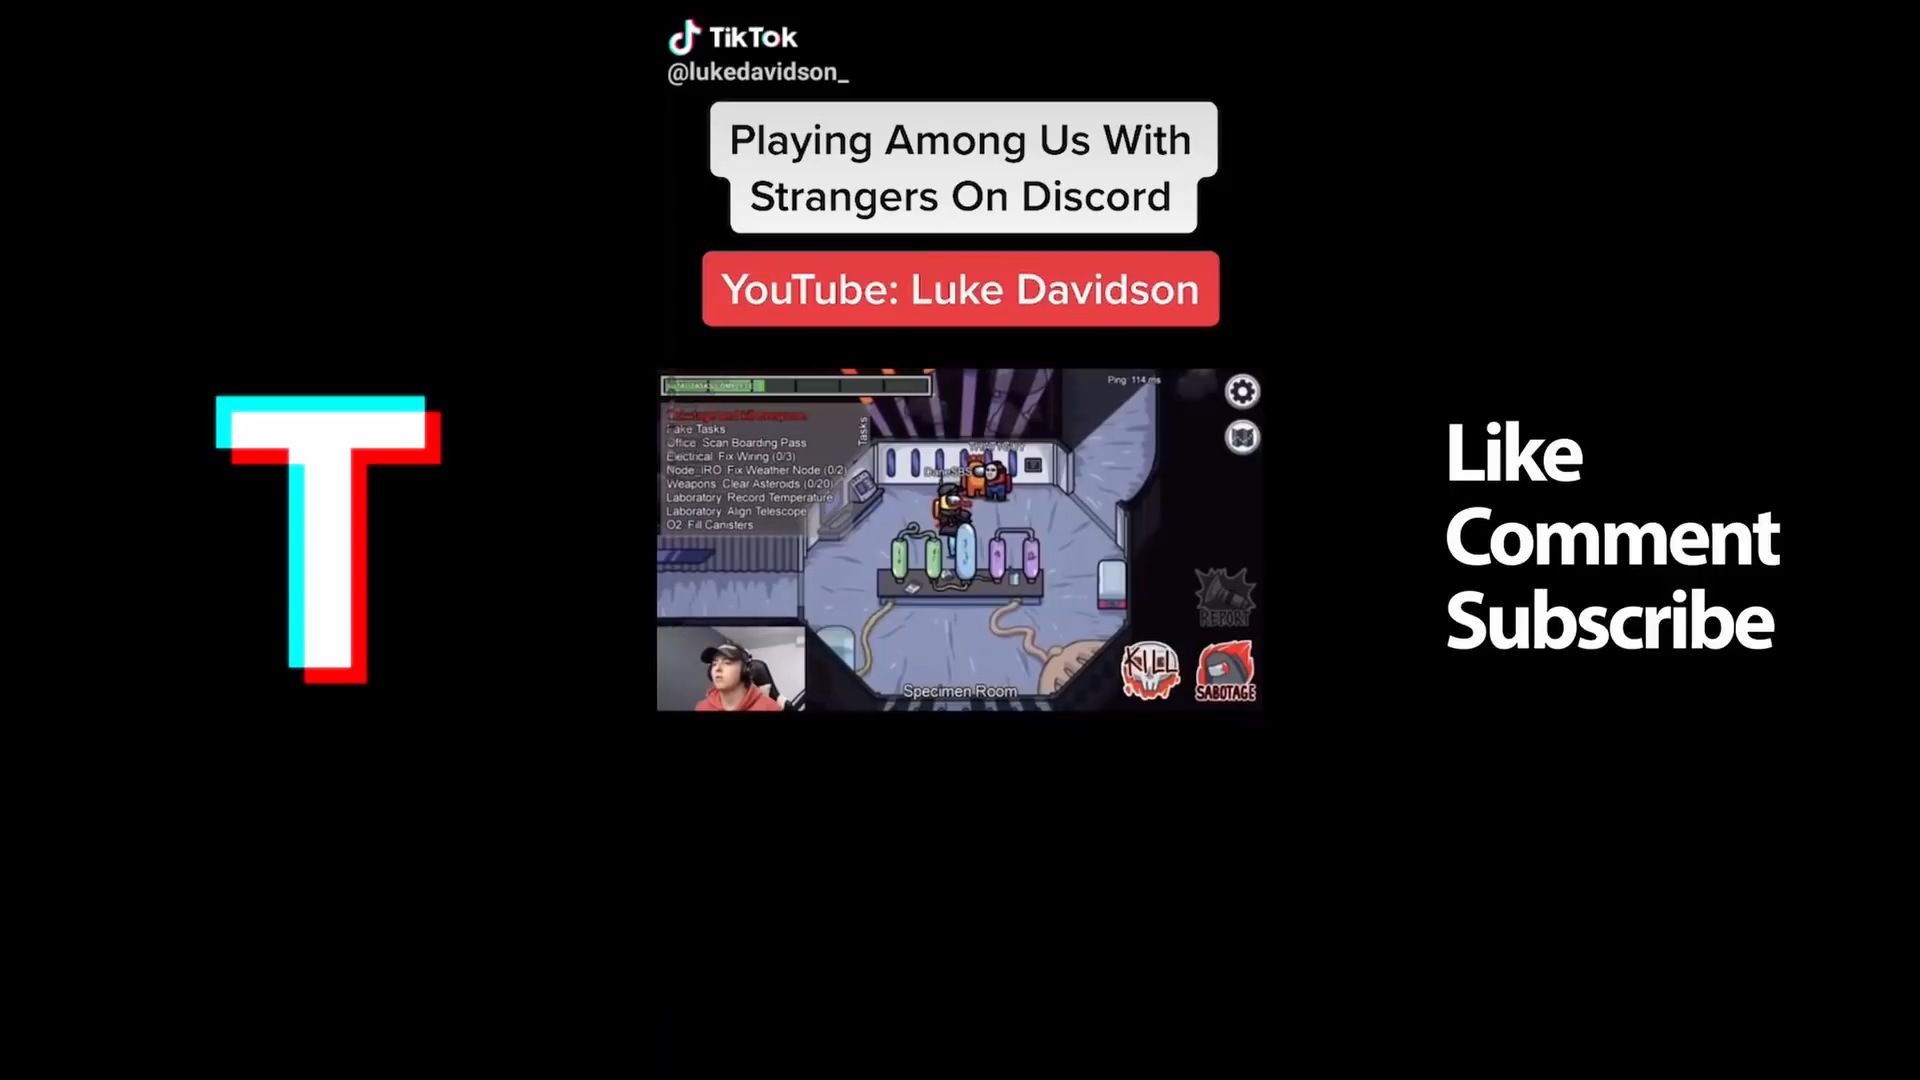 TikTok
@lukedavidson_
Playing Among Us With
Strangers On Discord
YouTube: Luke Davidson
Ping: 114 ms
Fake Tasks
Office: Scan Boarding Pass
Electrical: Fix Wiring (0/3)
Node_IRO: Fix Weather Node (0/2)
Weapons: Clear Asteroids (0/20)
Laboratory: Record Temperature
Laboratory: Align Telescope
O2: Fill Canisters
Tasks
DaneSBS
REPORT
KILL
SABOTAGE
Specimen Room
T
Like
Comment
Subscribe